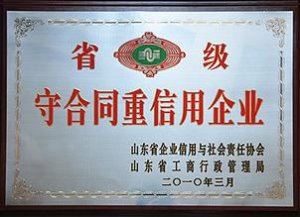 省 级
守合同重信用企业
山东省企业信用与社会责任协会
山东省工商行政管理局
二〇一〇年三月